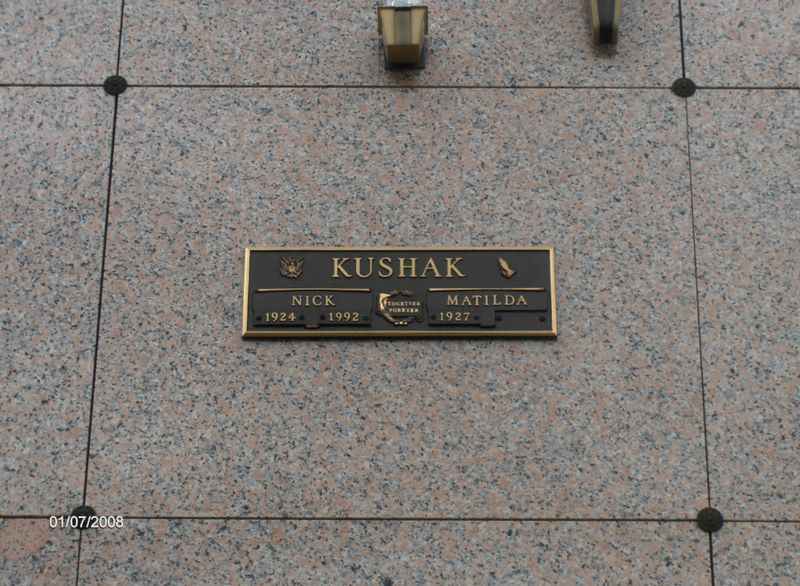 KUSHAK
NICK
1924 1992
TOGETHER
FOREVER
MATILDA
1927
01/07/2008